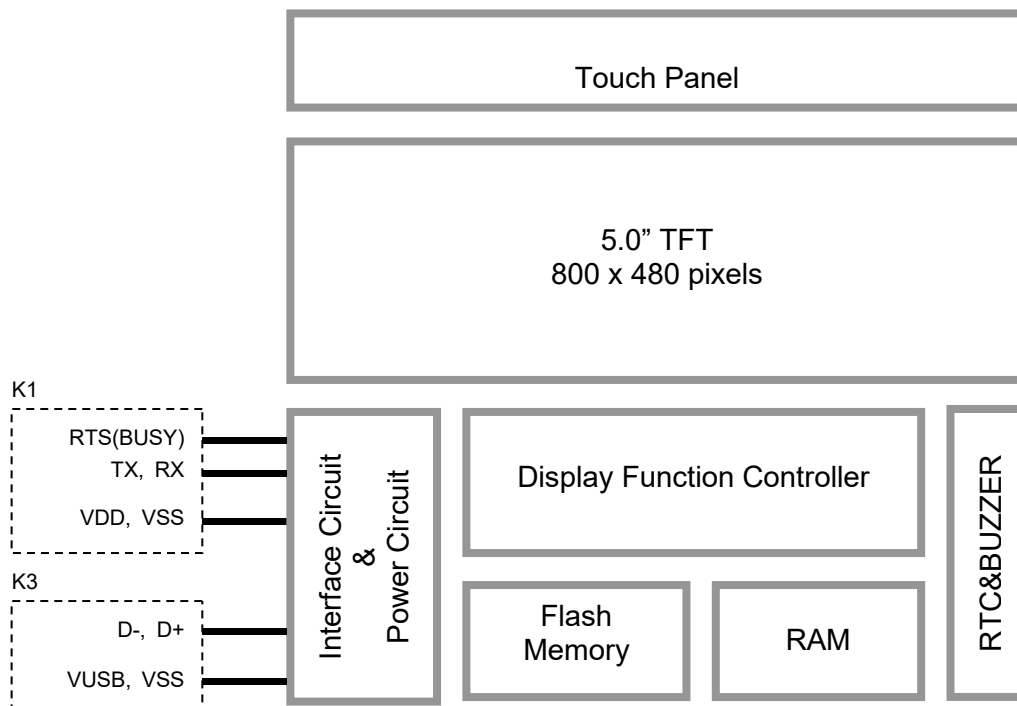 Touch Panel
5.0” TFT
800 x 480 pixels
K1
RTS(BUSY)
TX, RX
VDD, VSS
K3
D-, D+
VUSB, VSS
Interface Circuit
&
Power Circuit
Display Function Controller
Flash
Memory
RAM
RTC&BUZZER